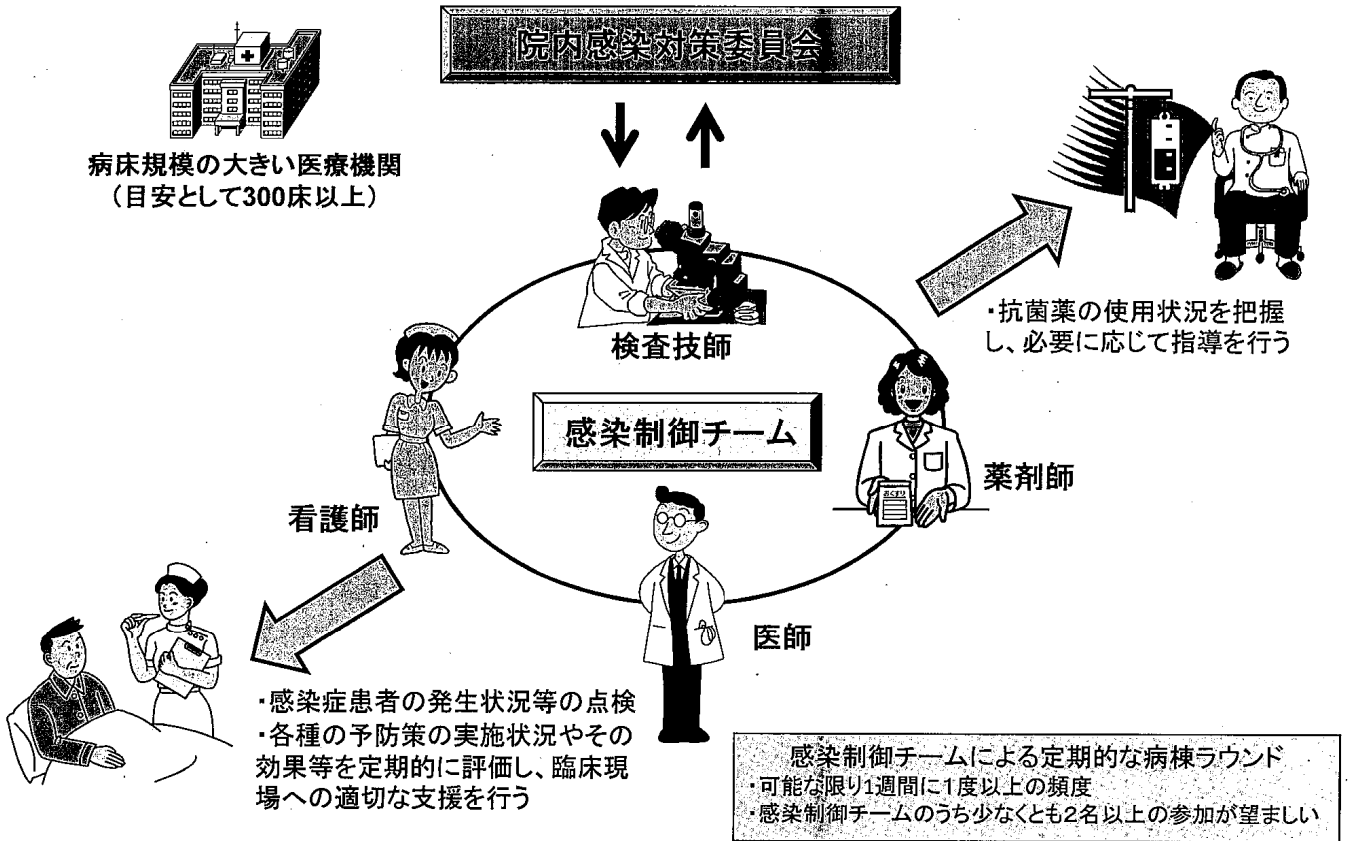 院内感染対策委員会
病床規模の大きい医療機関
（目安として300床以上）
検査技師
・抗菌薬の使用状況を把握
し、必要に応じて指導を行う
感染制御チーム
おくすり
薬剤師
看護師
医師
・感染症患者の発生状況等の点検
・各種の予防策の実施状況やその
効果等を定期的に評価し、臨床現
場への適切な支援を行う
感染制御チームによる定期的な病棟ラウンド
・可能な限り1週間に1度以上の頻度
・感染制御チームのうち少なくとも2名以上の参加が望ましい